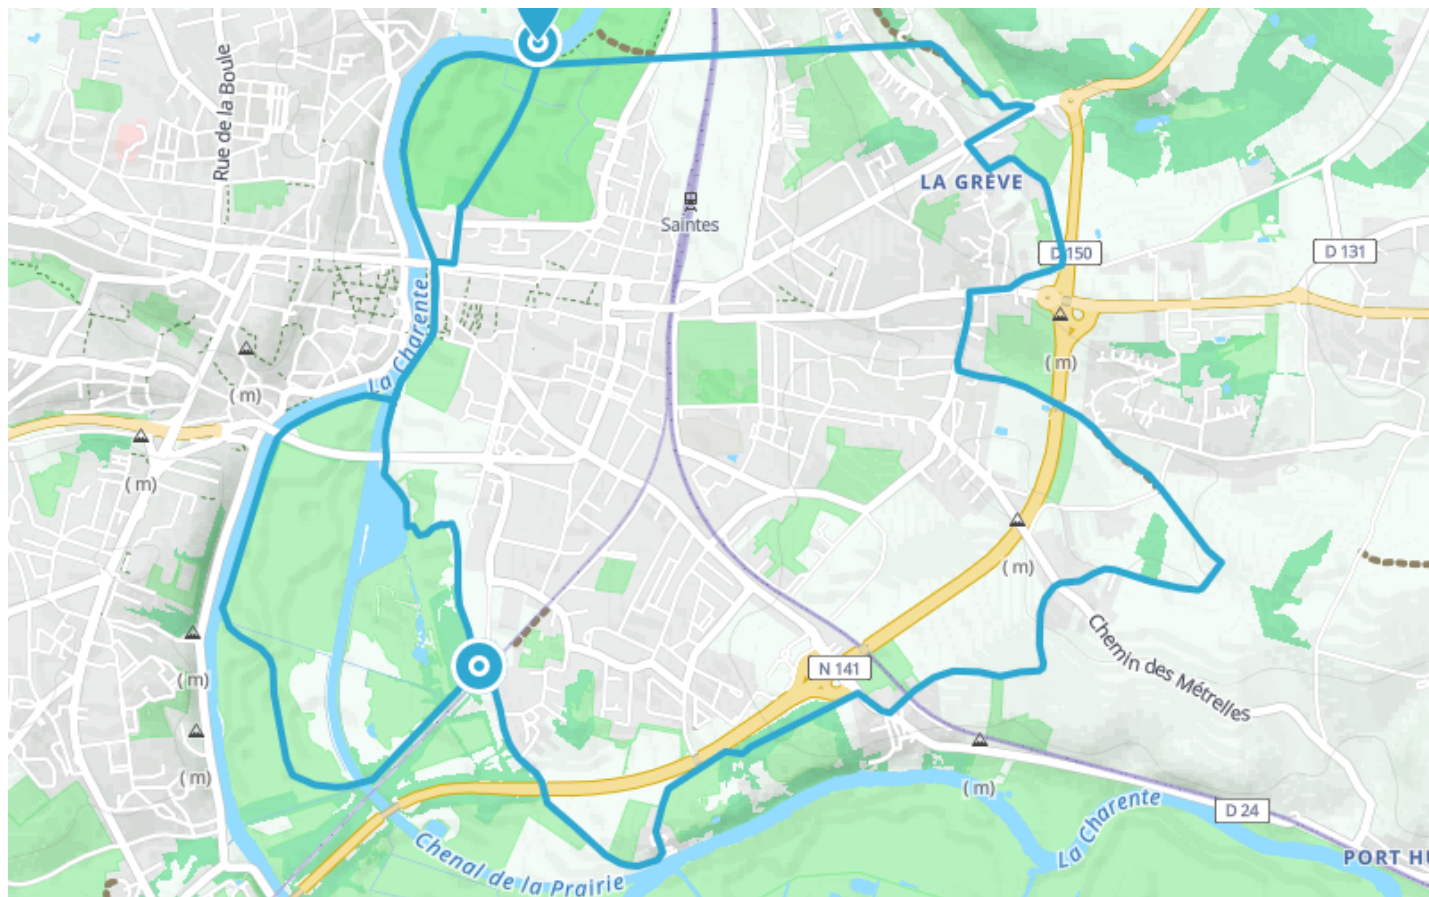 Rue de la Boule
LA GRÈVE
Saintes
D 150
D 131
La Charente
( m)
( m)
( m)
( m)
( m)
N 141
Chemin des Métrelles
( m)
( m)
( m)
La Charente
D 24
Chenal de la Prairie
PORT HU